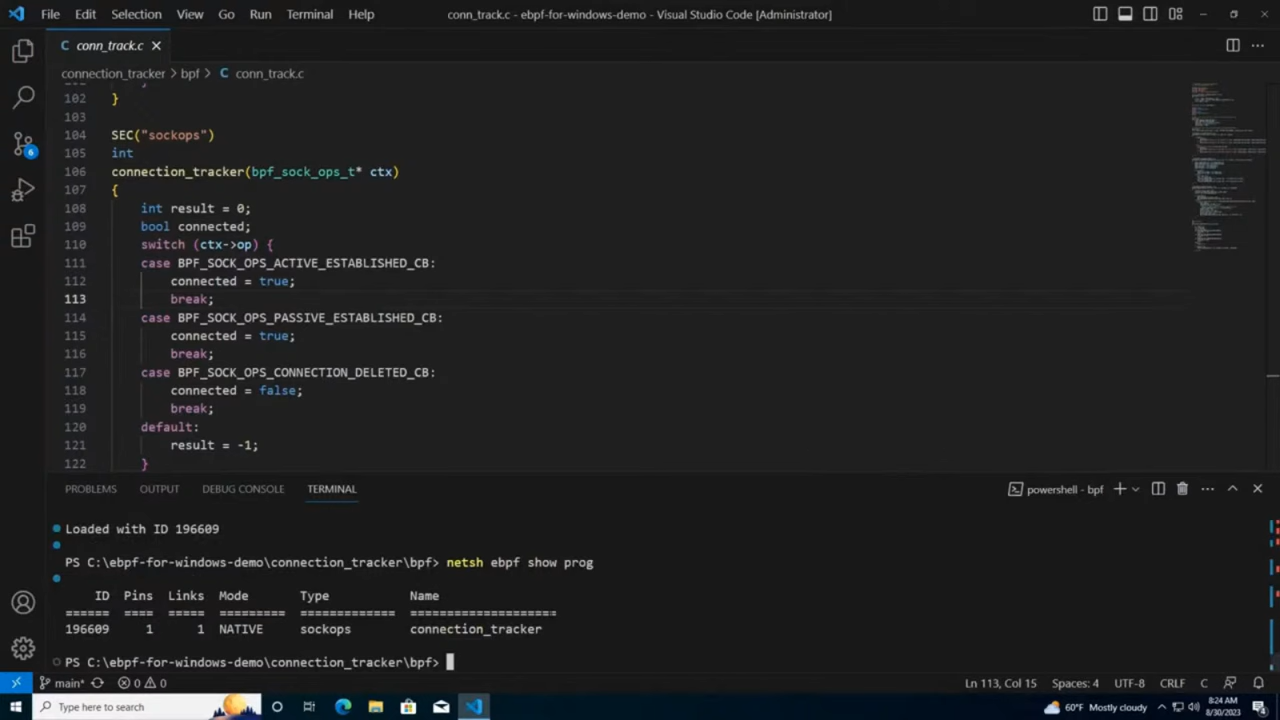 File Edit Selection View Go Run Terminal Help conn_track.c - ebpf-for-windows-demo - Visual Studio Code [Administrator]
C conn_track.c
connection_tracker > bpf > C conn_track.c
102 }
103
104 SEC("sockops")
105 int
106 connection_tracker(bpf_sock_ops_t* ctx)
107 {
108 int result = 0;
109 bool connected;
110 switch (ctx->op) {
111 case BPF_SOCK_OPS_ACTIVE_ESTABLISHED_CB:
112 connected = true;
113 break;
114 case BPF_SOCK_OPS_PASSIVE_ESTABLISHED_CB:
115 connected = true;
116 break;
117 case BPF_SOCK_OPS_CONNECTION_DELETED_CB:
118 connected = false;
119 break;
120 default:
121 result = -1;
122 }
6
PROBLEMS OUTPUT DEBUG CONSOLE TERMINAL powershell - bpf
Loaded with ID 196609
PS C:\ebpf-for-windows-demo\connection_tracker\bpf> netsh ebpf show prog
ID Pins Links Mode Type Name
====== ==== ===== ========= ============= ====================
196609 1 1 NATIVE sockops connection_tracker
PS C:\ebpf-for-windows-demo\connection_tracker\bpf>
main* 0 0 Ln 113, Col 15 Spaces: 4 UTF-8 CRLF C
Type here to search 60°F Mostly cloudy 8:24 AM
8/30/2023 4